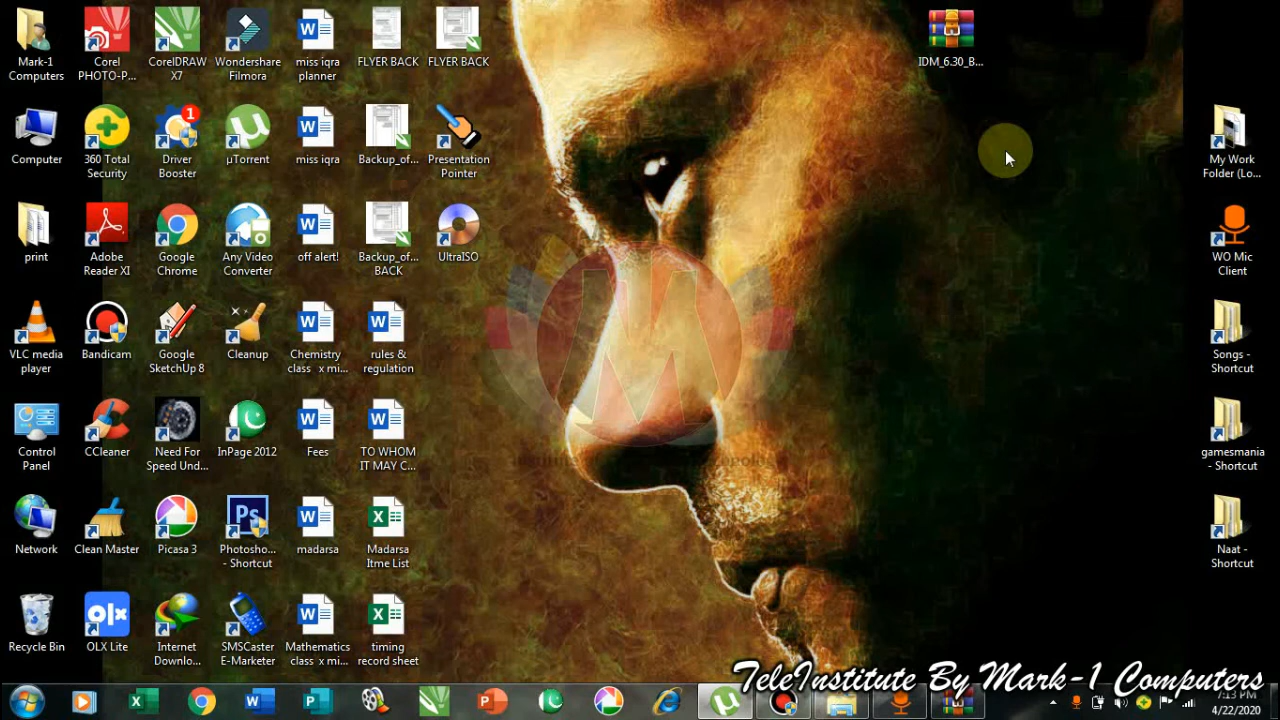 Mark-1
Computers
Corel
PHOTO-P...
CorelDRAW
X7
Wondershare
Filmora
miss iqra
planner
FLYER BACK
FLYER BACK
IDM_6.30_B...
Computer
360 Total
Security
1
Driver
Booster
µTorrent
miss iqra
Backup_of...
Presentation
Pointer
My Work
Folder (Lo...
print
Adobe
Reader XI
Google
Chrome
Any Video
Converter
off alert!
Backup_of...
BACK
UltraISO
WO Mic
Client
VLC media
player
Bandicam
Google
SketchUp 8
Cleanup
Chemistry
class x mi...
rules &
regulation
Songs -
Shortcut
Control
Panel
CCleaner
Need For
Speed Und...
InPage 2012
Fees
TO WHOM
IT MAY C...
gamesmania
- Shortcut
Network
Clean Master
Picasa 3
Ps
Photosho...
- Shortcut
madarsa
Madarsa
Itme List
Naat -
Shortcut
Recycle Bin
olx
OLX Lite
Internet
Downlo...
SMSCaster
E-Marketer
Mathematics
class x mi...
timing
record sheet
TeleInstitute By Mark-1 Computers
7:13 PM
4/22/2020